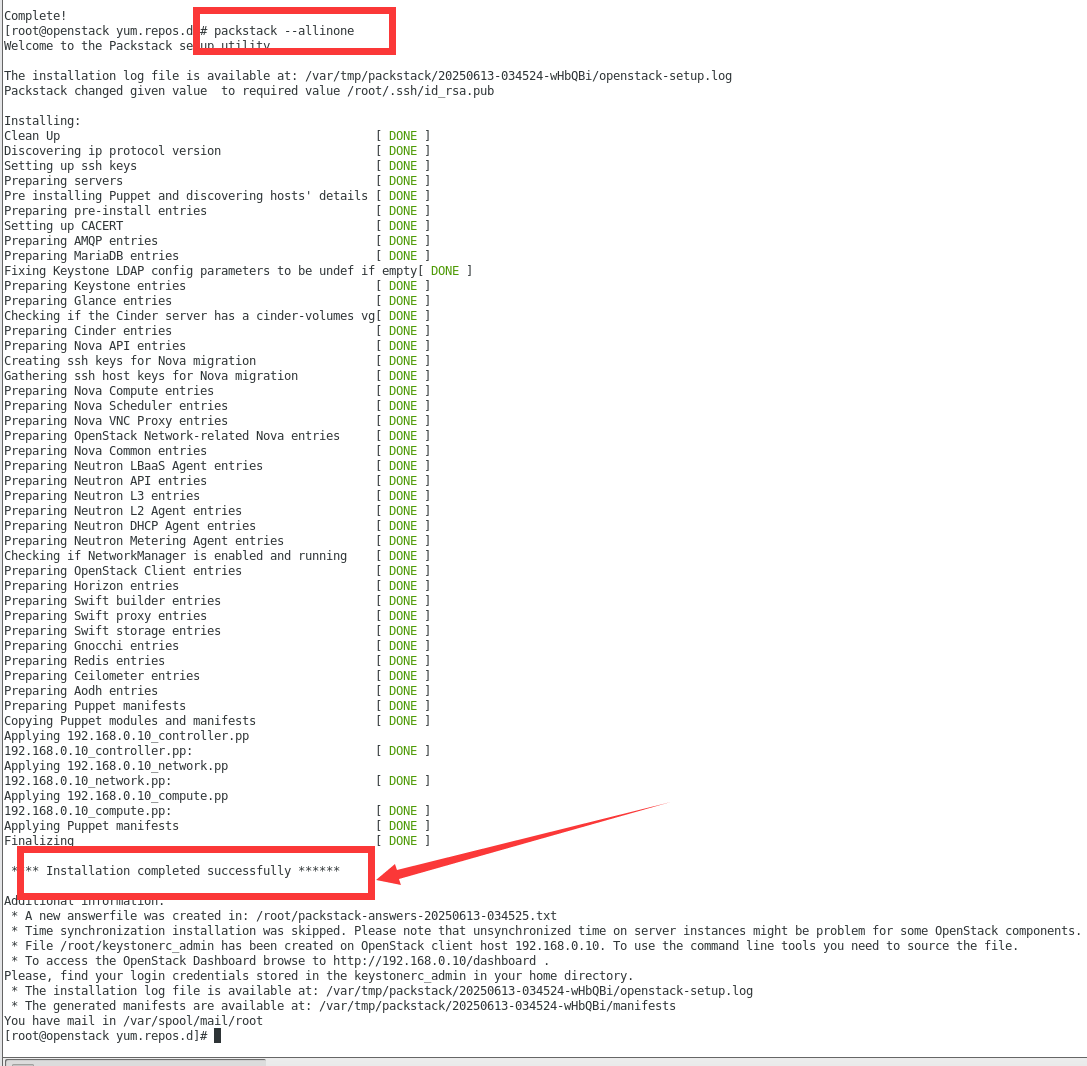 Complete!
[root@openstack yum.repos.d]# packstack --allinone
Welcome to the Packstack setup utility
The installation log file is available at: /var/tmp/packstack/20250613-034524-wHbQBi/openstack-setup.log
Packstack changed given value  to required value /root/.ssh/id_rsa.pub
Installing:
Clean Up                                             [ DONE ]
Discovering ip protocol version                      [ DONE ]
Setting up ssh keys                                  [ DONE ]
Preparing servers                                    [ DONE ]
Pre installing Puppet and discovering hosts' details [ DONE ]
Preparing pre-install entries                        [ DONE ]
Setting up CACERT                                    [ DONE ]
Preparing AMQP entries                               [ DONE ]
Preparing MariaDB entries                            [ DONE ]
Fixing Keystone LDAP config parameters to be undef if empty[ DONE ]
Preparing Keystone entries                           [ DONE ]
Preparing Glance entries                             [ DONE ]
Checking if the Cinder server has a cinder-volumes vg[ DONE ]
Preparing Cinder entries                             [ DONE ]
Preparing Nova API entries                           [ DONE ]
Creating ssh keys for Nova migration                 [ DONE ]
Gathering ssh host keys for Nova migration           [ DONE ]
Preparing Nova Compute entries                       [ DONE ]
Preparing Nova Scheduler entries                     [ DONE ]
Preparing Nova VNC Proxy entries                     [ DONE ]
Preparing OpenStack Network-related Nova entries     [ DONE ]
Preparing Nova Common entries                        [ DONE ]
Preparing Neutron LBaaS Agent entries                [ DONE ]
Preparing Neutron API entries                        [ DONE ]
Preparing Neutron L3 entries                         [ DONE ]
Preparing Neutron L2 Agent entries                   [ DONE ]
Preparing Neutron DHCP Agent entries                 [ DONE ]
Preparing Neutron Metering Agent entries             [ DONE ]
Checking if NetworkManager is enabled and running    [ DONE ]
Preparing OpenStack Client entries                   [ DONE ]
Preparing Horizon entries                            [ DONE ]
Preparing Swift builder entries                      [ DONE ]
Preparing Swift proxy entries                        [ DONE ]
Preparing Swift storage entries                      [ DONE ]
Preparing Gnocchi entries                            [ DONE ]
Preparing Redis entries                              [ DONE ]
Preparing Ceilometer entries                         [ DONE ]
Preparing Aodh entries                               [ DONE ]
Preparing Puppet manifests                           [ DONE ]
Copying Puppet modules and manifests                 [ DONE ]
Applying 192.168.0.10_controller.pp
192.168.0.10_controller.pp:                          [ DONE ]
Applying 192.168.0.10_network.pp
192.168.0.10_network.pp:                             [ DONE ]
Applying 192.168.0.10_compute.pp
192.168.0.10_compute.pp:                             [ DONE ]
Applying Puppet manifests                            [ DONE ]
Finalizing                                           [ DONE ]
* ** Installation completed successfully ******
Additional information:
* A new answerfile was created in: /root/packstack-answers-20250613-034525.txt
* Time synchronization installation was skipped. Please note that unsynchronized time on server instances might be problem for some OpenStack components.
* File /root/keystonerc_admin has been created on OpenStack client host 192.168.0.10. To use the command line tools you need to source the file.
* To access the OpenStack Dashboard browse to http://192.168.0.10/dashboard .
Please, find your login credentials stored in the keystonerc_admin in your home directory.
* The installation log file is available at: /var/tmp/packstack/20250613-034524-wHbQBi/openstack-setup.log
* The generated manifests are available at: /var/tmp/packstack/20250613-034524-wHbQBi/manifests
You have mail in /var/spool/mail/root
[root@openstack yum.repos.d]#